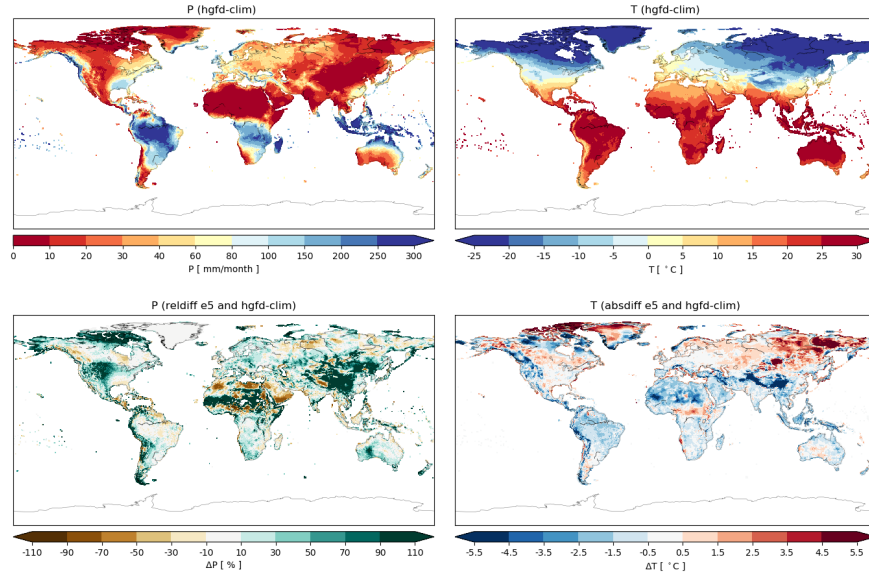 P (hgfd-clim)
T (hgfd-clim)
0 10 20 30 40 60 80 100 150 200 250 300
P [ mm/month ]
-25 -20 -15 -10 -5 0 5 10 15 20 25 30
T [ °C ]
P (reldiff e5 and hgfd-clim)
T (absdiff e5 and hgfd-clim)
-110 -90 -70 -50 -30 -10 10 30 50 70 90 110
ΔP [ % ]
-5.5 -4.5 -3.5 -2.5 -1.5 -0.5 0.5 1.5 2.5 3.5 4.5 5.5
ΔT [ °C ]